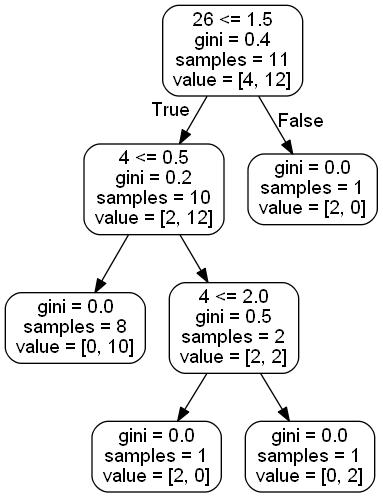 26 <= 1.5
gini = 0.4
samples = 11
value = [4, 12]
True
False
4 <= 0.5
gini = 0.2
samples = 10
value = [2, 12]
gini = 0.0
samples = 1
value = [2, 0]
gini = 0.0
samples = 8
value = [0, 10]
4 <= 2.0
gini = 0.5
samples = 2
value = [2, 2]
gini = 0.0
samples = 1
value = [2, 0]
gini = 0.0
samples = 1
value = [0, 2]